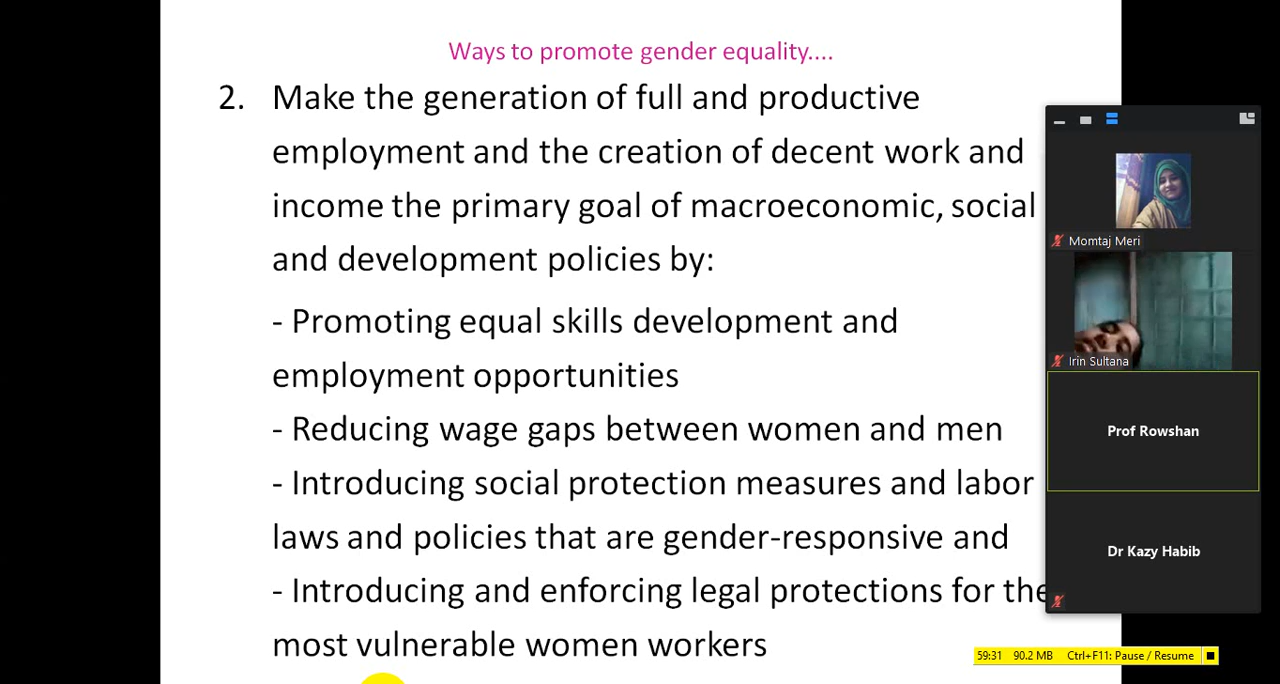 Ways to promote gender equality....
2. Make the generation of full and productive
employment and the creation of decent work and
income the primary goal of macroeconomic, social
and development policies by:
- Promoting equal skills development and
employment opportunities
- Reducing wage gaps between women and men
- Introducing social protection measures and labor
laws and policies that are gender-responsive and
- Introducing and enforcing legal protections for the
most vulnerable women workers
Momtaj Meri
Irin Sultana
Prof Rowshan
Dr Kazy Habib
59:31 90.2 MB Ctrl+F11: Pause / Resume